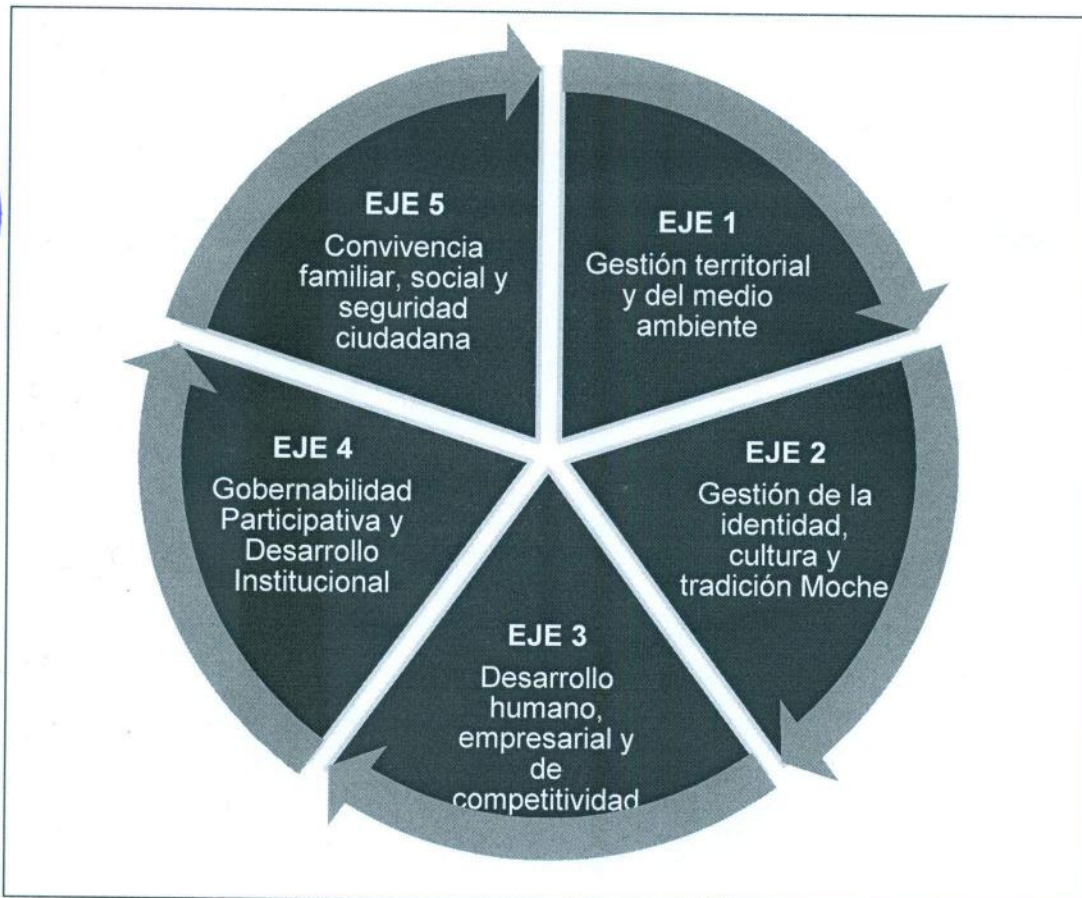 EJE 1
Gestión territorial
y del medio
ambiente
EJE 2
Gestión de la
identidad,
cultura y
tradición Moche
EJE 3
Desarrollo
humano,
empresarial y
de
competitividad
EJE 4
Gobernabilidad
Participativa y
Desarrollo
Institucional
EJE 5
Convivencia
familiar, social y
seguridad
ciudadana